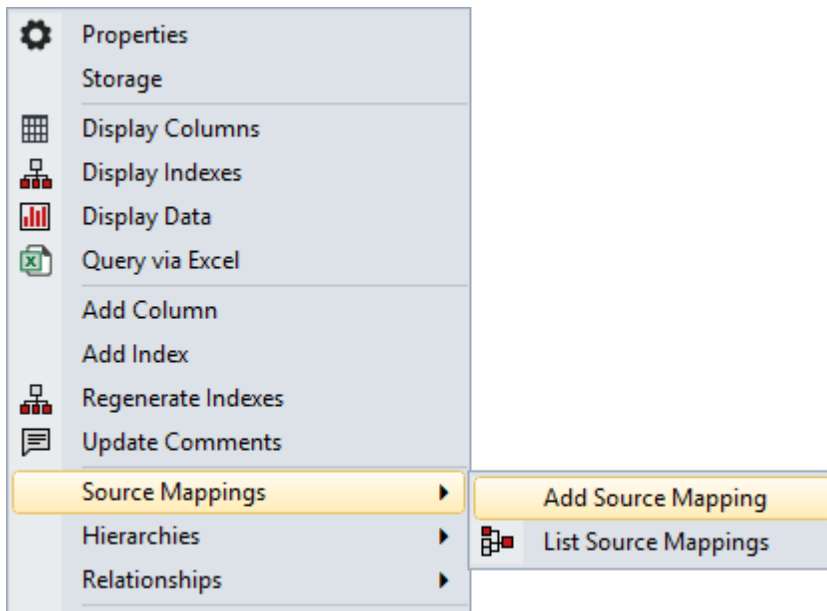 Properties
Storage
Display Columns
Display Indexes
Display Data
Query via Excel
Add Column
Add Index
Regenerate Indexes
Update Comments
Source Mappings
Add Source Mapping
Hierarchies
List Source Mappings
Relationships